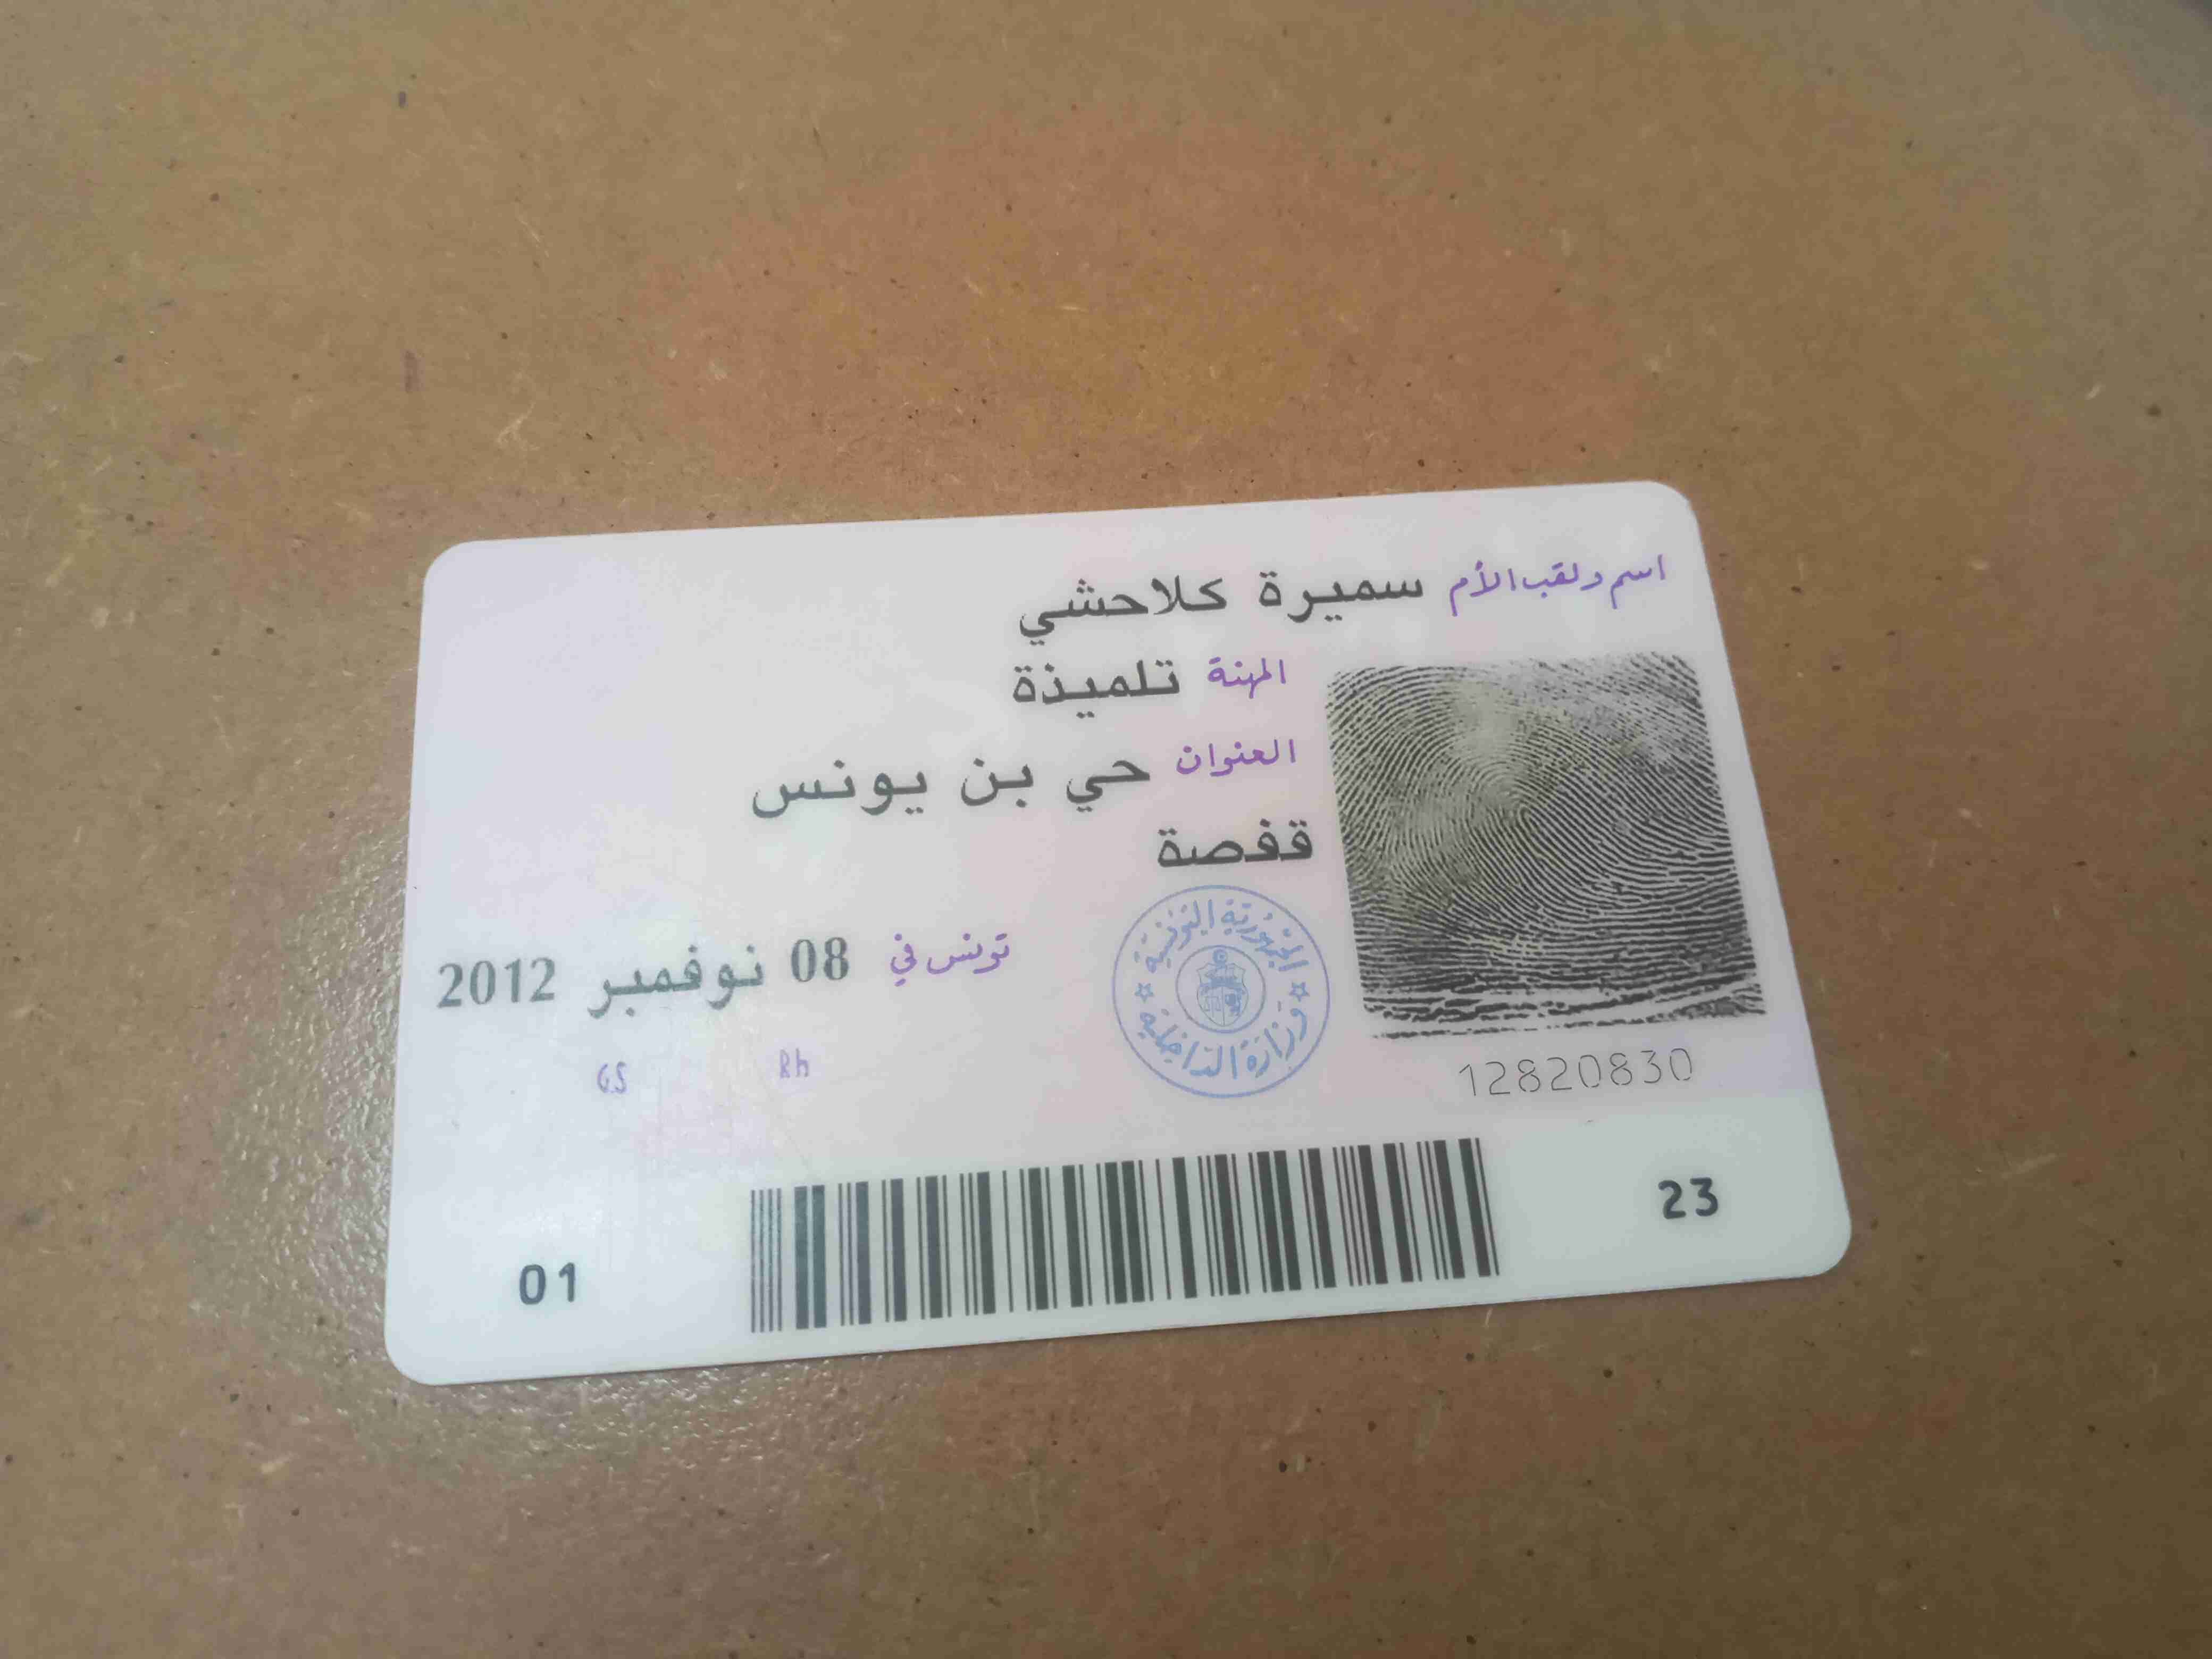 اسم ولقب الأم سميرة كلاحشي
المهنة تلميذة
العنوان حي بن يونس
قفصة
تونس في 08 نوفمبر 2012
الجمهورية التونسية
وزارة الداخلية
GS Rh
12820830
01 23